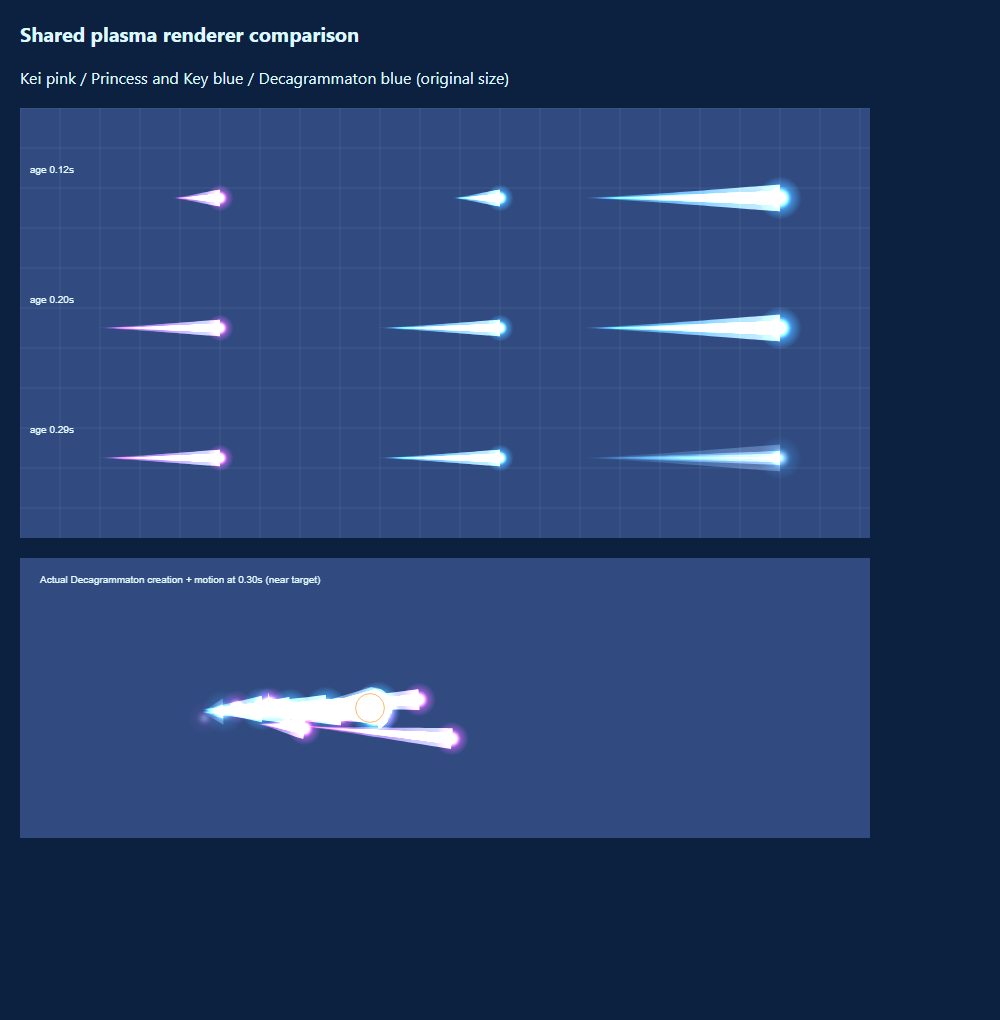 Shared plasma renderer comparison
Kei pink / Princess and Key blue / Decagrammaton blue (original size)
age 0.12s
age 0.20s
age 0.29s
Actual Decagrammaton creation + motion at 0.30s (near target)